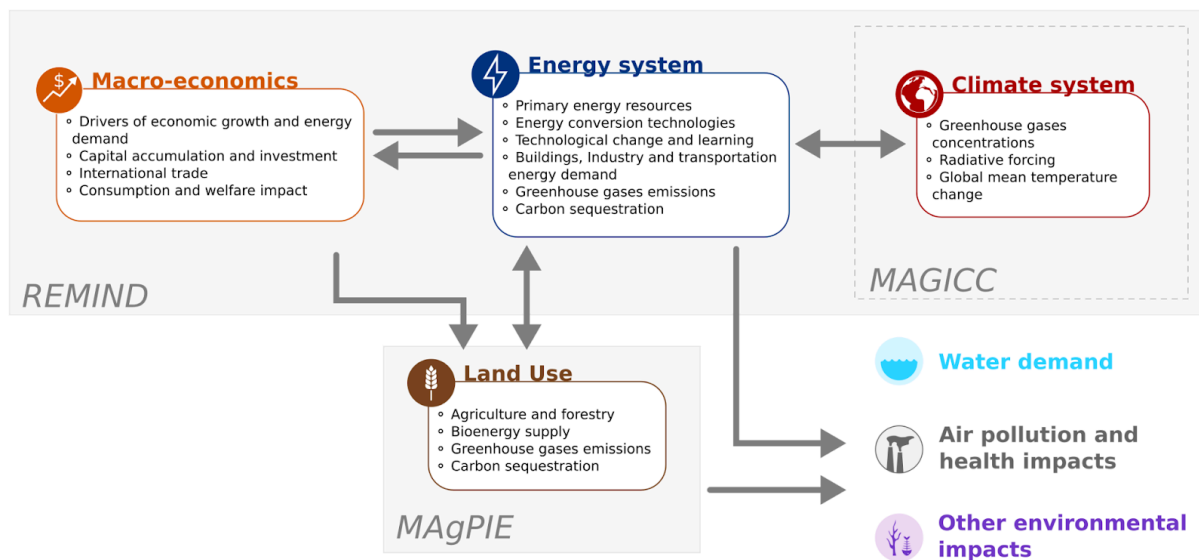 Macro-economics
◦ Drivers of economic growth and energy
demand
◦ Capital accumulation and investment
◦ International trade
◦ Consumption and welfare impact
Energy system
◦ Primary energy resources
◦ Energy conversion technologies
◦ Technological change and learning
◦ Buildings, Industry and transportation
energy demand
◦ Greenhouse gases emissions
◦ Carbon sequestration
Climate system
◦ Greenhouse gases
concentrations
◦ Radiative forcing
◦ Global mean temperature
change
REMIND
MAGICC
Land Use
◦ Agriculture and forestry
◦ Bioenergy supply
◦ Greenhouse gases emissions
◦ Carbon sequestration
MAgPIE
Water demand
Air pollution and
health impacts
Other environmental
impacts